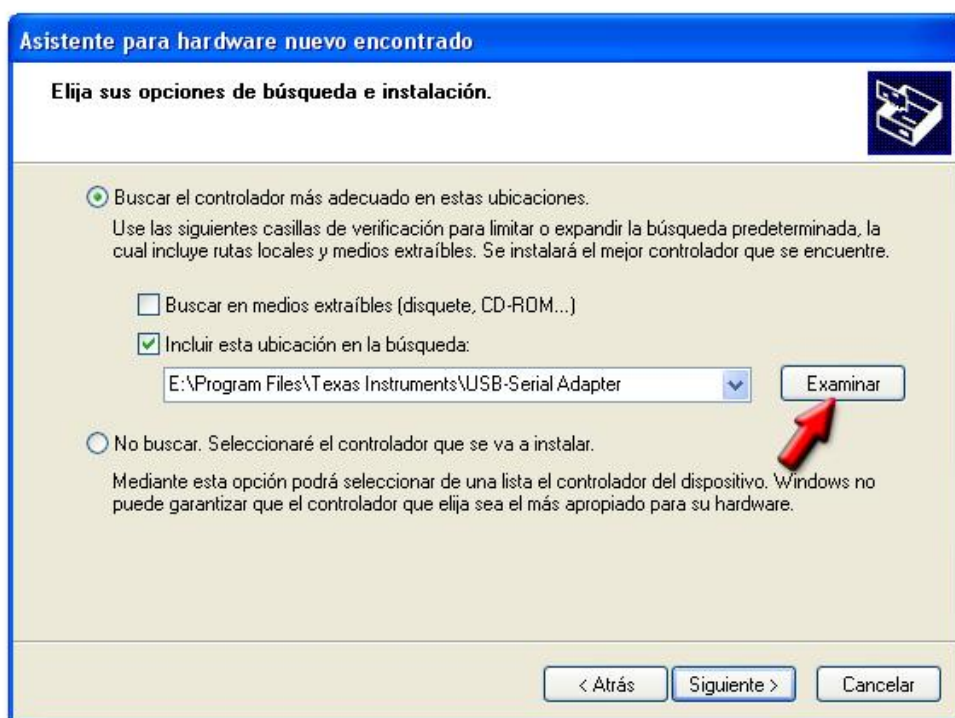 Asistente para hardware nuevo encontrado
Elija sus opciones de búsqueda e instalación.
Buscar el controlador más adecuado en estas ubicaciones.
Use las siguientes casillas de verificación para limitar o expandir la búsqueda predeterminada, la
cual incluye rutas locales y medios extraíbles. Se instalará el mejor controlador que se encuentre.
Buscar en medios extraíbles (disquete, CD-ROM...)
Incluir esta ubicación en la búsqueda:
E:\Program Files\Texas Instruments\USB-Serial Adapter
Examinar
No buscar. Seleccionaré el controlador que se va a instalar.
Mediante esta opción podrá seleccionar de una lista el controlador del dispositivo. Windows no
puede garantizar que el controlador que elija sea el más apropiado para su hardware.
< Atrás
Siguiente >
Cancelar